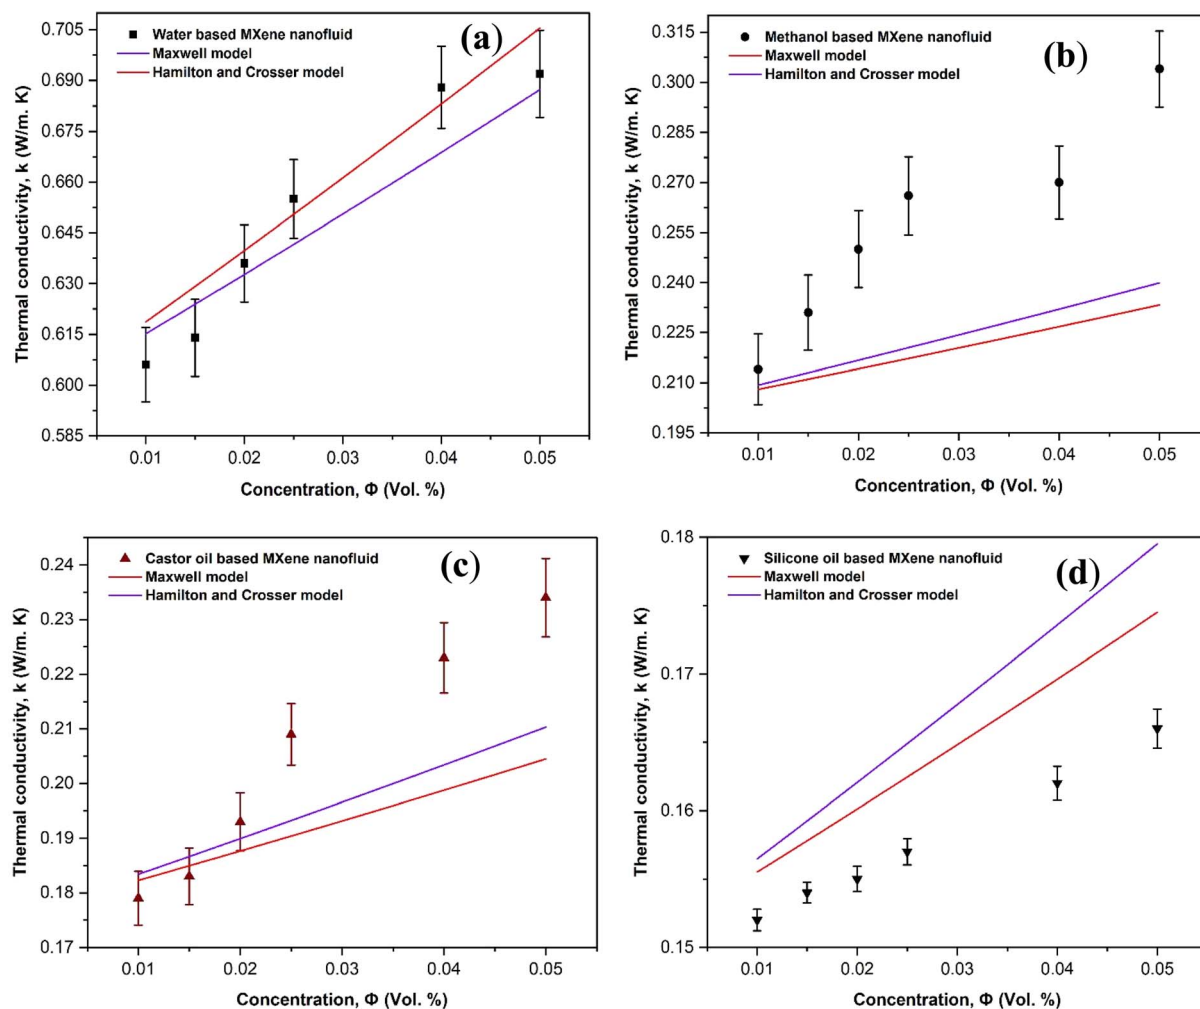 (a)
Water based MXene nanofluid
Maxwell model
Hamilton and Crosser model
Thermal conductivity, k (W/m. K)
0.705
0.690
0.675
0.660
0.645
0.630
0.615
0.600
0.585
0.01
0.02
0.03
0.04
0.05
Concentration, Φ (Vol. %)
(b)
Methanol based MXene nanofluid
Maxwell model
Hamilton and Crosser model
Thermal conductivity, k (W/m. K)
0.315
0.300
0.285
0.270
0.255
0.240
0.225
0.210
0.195
0.01
0.02
0.03
0.04
0.05
Concentration, Φ (Vol. %)
(c)
Castor oil based MXene nanofluid
Maxwell model
Hamilton and Crosser model
Thermal conductivity, k (W/m. K)
0.24
0.23
0.22
0.21
0.20
0.19
0.18
0.17
0.01
0.02
0.03
0.04
0.05
Concentration, Φ (Vol. %)
(d)
Silicone oil based MXene nanofluid
Maxwell model
Hamilton and Crosser model
Thermal conductivity, k (W/m. K)
0.18
0.17
0.16
0.15
0.01
0.02
0.03
0.04
0.05
Concentration, Φ (Vol. %)